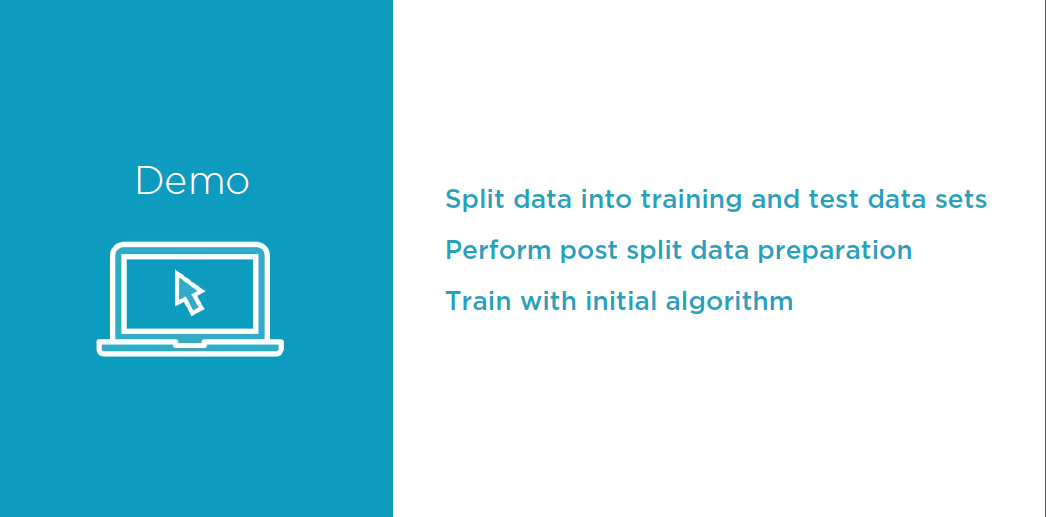 Demo
Split data into training and test data sets
Perform post split data preparation
Train with initial algorithm